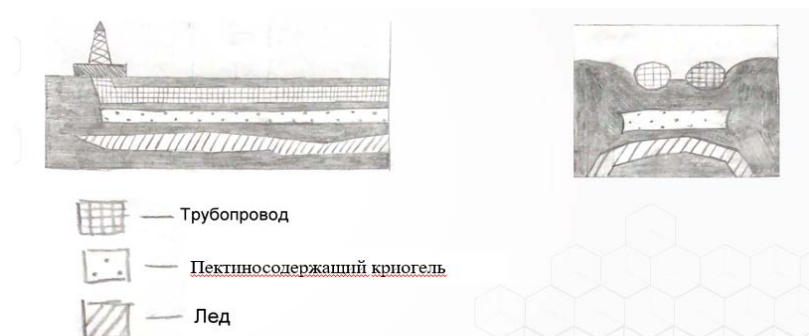 Трубопровод
Пектиносодержащий криогель
Лед